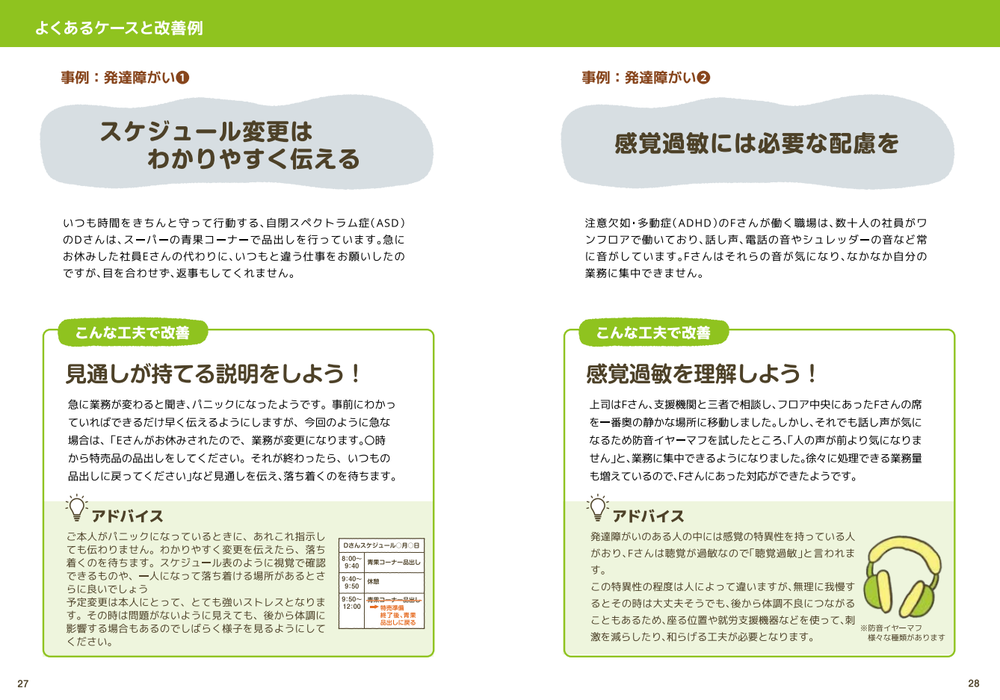 よくあるケースと改善例
事例：発達障がい❶
スケジュール変更は
わかりやすく伝える
いつも時間をきちんと守って行動する、自閉スペクトラム症（ASD）
のDさんは、スーパーの青果コーナーで品出しを行っています。急に
お休みした社員Eさんの代わりに、いつもと違う仕事をお願いしたの
ですが、目を合わせず、返事もしてくれません。
こんな工夫で改善
見通しが持てる説明をしよう！
急に業務が変わると聞き、パニックになったようです。事前にわかっ
ていればできるだけ早く伝えるようにしますが、今回のように急な
場合は、「Eさんがお休みされたので、業務が変更になります。〇時
から特売品の品出しをしてください。それが終わったら、いつもの
品出しに戻ってください」など見通しを伝え、落ち着くのを待ちます。
アドバイス
ご本人がパニックになっているときに、あれこれ指示し
ても伝わりません。わかりやすく変更を伝えたら、落ち
着くのを待ちます。スケジュール表のように視覚で確認
できるものや、一人になって落ち着ける場所があるとさ
らに良いでしょう
予定変更は本人にとって、とても強いストレスとなりま
す。その時は問題がないように見えても、後から体調に
影響する場合もあるのでしばらく様子を見るようにして
ください。
Dさんスケジュール○月○日
8:00〜
9:40
青果コーナー品出し
9:40〜
9:50
休憩
9:50〜
12:00
青果コーナー品出し
➡特売準備
終了後、青果
品出しに戻る
27
事例：発達障がい❷
感覚過敏には必要な配慮を
注意欠如・多動症（ADHD）のFさんが働く職場は、数十人の社員がワ
ンフロアで働いており、話し声、電話の音やシュレッダーの音など常
に音がしています。Fさんはそれらの音が気になり、なかなか自分の
業務に集中できません。
こんな工夫で改善
感覚過敏を理解しよう！
上司はFさん、支援機関と三者で相談し、フロア中央にあったFさんの席
を一番奥の静かな場所に移動しました。しかし、それでも話し声が気に
なるため防音イヤーマフを試したところ、「人の声が前より気になりま
せん」と、業務に集中できるようになりました。徐々に処理できる業務量
も増えているので、Fさんにあった対応ができたようです。
アドバイス
発達障がいのある人の中には感覚の特異性を持っている人
がおり、Fさんは聴覚が過敏なので「聴覚過敏」と言われま
す。
この特異性の程度は人によって違いますが、無理に我慢す
るとその時は大丈夫そうでも、後から体調不良につながる
こともあるため、座る位置や就労支援機器などを使って、刺
激を減らしたり、和らげる工夫が必要となります。
※防音イヤーマフ
様々な種類があります
28